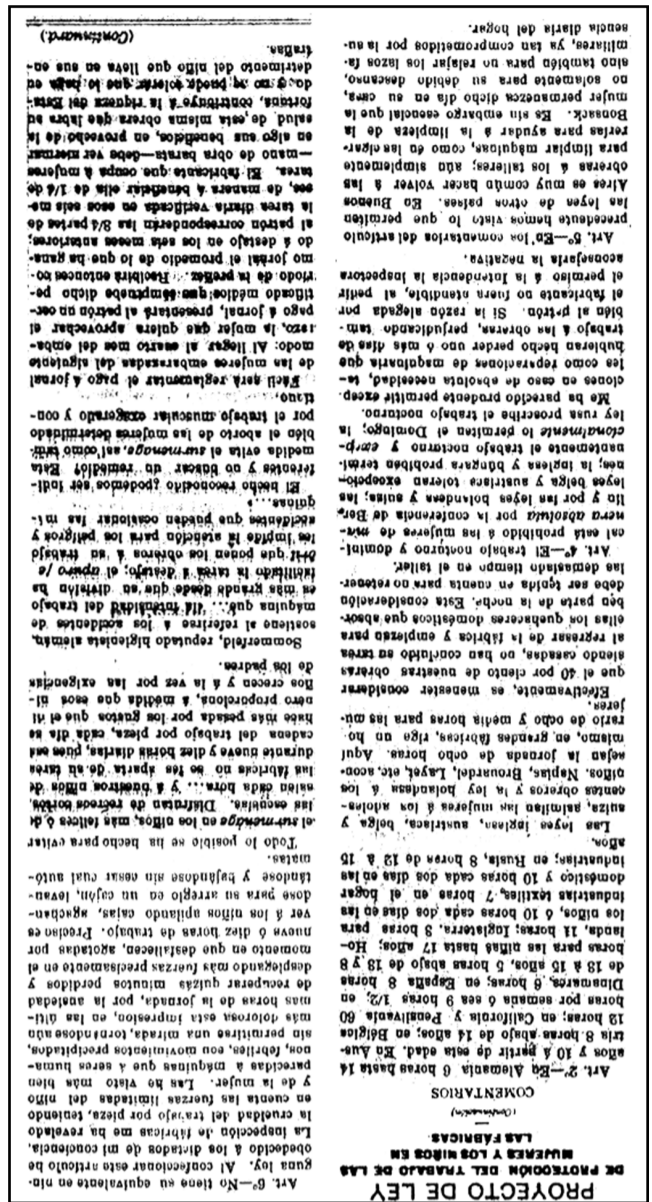 PROYECTO DE LEY
DE PROTECCIÓN DEL TRABAJO DE LAS
MUJERES Y LOS NIÑOS EN
LAS FÁBRICAS
(Continuación)
COMENTARIOS
Art. 2º—En Alemania 6 horas hasta 14
años y 10 á partir de esta edad. En Aus-
tria 8 horas abajo de 14 años; en Bélgica
12 horas; en California y Pensilvania 60
horas por semana ó sea 9 horas 1/2; en
Dinamarca, 6 horas; en España 8 horas
de 13 á 15 años, 5 horas abajo de 13 y 8
horas para las niñas hasta 17 años; Ho-
landa, 11 horas; Inglaterra, 8 horas para
los niños, ó 10 horas cada dos días en las
industrias textiles, 7 horas en el hogar
doméstico y 10 horas cada dos días en las
industrias; en Rusia, 8 horas de 12 á 15
años.
Las leyes inglesa, austriaca, belga y
suiza, asimilan las mujeres á los adoles-
centes obreros y la ley holandesa á los
niños. Napias, Brouardel, Layet, etc. acon-
sejan la jornada de ocho horas. Aquí
mismo, en grandes fábricas, rige un ho-
rario de ocho y media horas para las mu-
jeres.
Efectivamente, es menester considerar
que el 40 por ciento de nuestras obreras
siendo casadas, no han concluido su tarea
al regresar de la fábrica y empiezan para
ellas los quehaceres domésticos que absor-
ben parte de la noche. Esta consideración
debe ser tenida en cuenta para no retener-
las demasiado tiempo en el taller.
Art. 4º—El trabajo nocturno y domini-
cal está prohibido á las mujeres de ma-
nera absoluta por la conferencia de Ber-
lin y por las leyes holandesa y suiza; las
leyes belga y austriaca toleran excepcio-
nes; la inglesa y húngara prohiben termi-
nantemente el trabajo nocturno y excep-
cionalmente lo permiten el Domingo; la
ley rusa proscribe el trabajo nocturno.
Me ha parecido prudente permitir excep-
ciones en caso de absoluta necesidad, ta-
les como reparaciones de maquinaria que
hubieran hecho perder uno ó más días de
trabajo á las obreras, perjudicando tam-
bién al patrón. Si la razón alegada por
el fabricante no fuera atendible, al pedir
el permiso á la Intendencia la inspectora
aconsejaría la negativa.
Art. 5º—En los comentarios del artículo
precedente hemos visto lo que permiten
las leyes de otros países. En Buenos
Aires es muy común hacer volver á las
obreras á los talleres; aún simplemente
para limpiar máquinas, como en las cigar-
rerías para ayudar á la limpieza de la
Bonsack. Es sin embargo esencial que la
mujer permanezca dicho día en su casa,
no solamente para su debido descanso,
sino también para no relajar los lazos fa-
miliares, ya tan comprometidos por la au-
sencia diaria del hogar.
Art. 6º—No tiene su equivalente en nin-
guna ley. Al confeccionar este artículo he
obedecido á los dictados de mi conciencia.
La inspección de fábricas me ha revelado
la crueldad del trabajo por pieza, teniendo
en cuenta las fuerzas limitadas del niño
y de la mujer. Las he visto más bien
parecidas á máquinas que á seres huma-
nos, febriles, con movimientos precipitados,
sin permitirse una mirada, tornándose aún
más dolorosa esta impresión, en las últi-
mas horas de la jornada, por la ansiedad
de recuperar quizás minutos perdidos y
desplegando más fuerzas precisamente en el
momento en que desfallecen, agotadas por
nueve ó diez horas de trabajo. Preciso es
ver á los niños apilando cajas, agachán-
dose para su arreglo en un cajón, levan-
tándose y bajándose sin cesar cual autó-
matas.
Todo lo posible se ha hecho para evitar
el surmenage en los niños, más felices ó de
las escuelas. Disfrutan de recreos cortos,
salen cada hora... y á nuestros niños de
las fábricas no se les aparta de su tarea
durante nueve y diez horas diarias, pues esa
cadena del trabajo por pieza, cada día se
hace más pesada por los gustos que el di-
nero proporciona, á medida que esos ni-
ños crecen y á la vez por las exigencias
de los padres.
Sommerfeld, reputado higienista alemán,
sostiene al referirse á los accidentes de
máquina que... «la intensidad del trabajo
es más grande desde que su división ha
facilitado la tarea á destajo; el apuro fe-
bril que ponen los obreros á su trabajo
les impide la atención para los peligros y
accidentes que pueden ocasionar las má-
quinas...»
El hecho reconocido ¿podemos ser indi-
ferentes y no buscar un remedio? Esta
medida evita el surmenage, así como tam-
bién el aborto de las mujeres determinado
por el trabajo muscular exagerado y con-
tinuo.
Fácil será reglamentar el pago á jornal
de las mujeres embarazadas del siguiente
modo: Al llegar al cuarto mes del emba-
razo, la mujer que quiera aprovechar el
pago á jornal, presentará al patrón un cer-
tificado médico que compruebe dicho pe-
ríodo de la preñez. Recibirá entonces co-
mo jornal el promedio de lo que ha gana-
do á destajo en los seis meses anteriores;
al patrón corresponderán las 3/4 partes de
la tarea diaria verificada en esos seis me-
ses, de manera á beneficiar ella de 1/4 de
tarea. El fabricante que ocupa á mujeres
—mano de obra barata—debe ver mermar
en algo sus beneficios, en provecho de la
salud de esta misma obrera que labra su
fortuna, contribuye á la riqueza del Esta-
do y no se puede tolerar que lo haga en
detrimento del niño que lleva en sus en-
trañas.
(Continuará.)